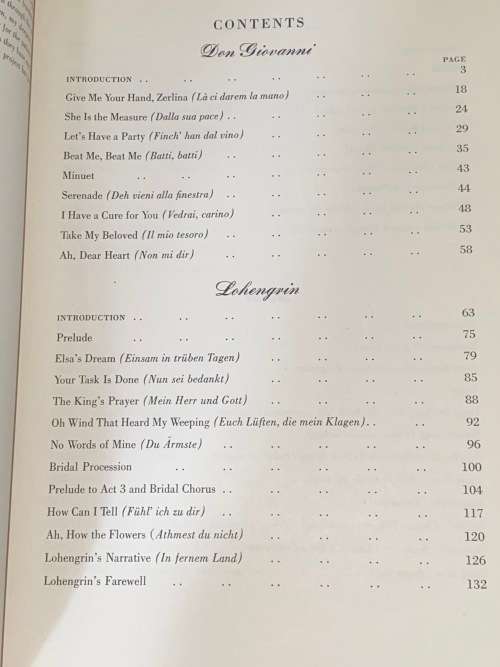 CONTENTS
Don Giovanni
PAGE
INTRODUCTION .. .. .. .. .. .. .. 3
Give Me Your Hand, Zerlina (Là ci darem la mano) .. .. .. 18
She Is the Measure (Dalla sua pace) .. .. .. .. .. 24
Let's Have a Party (Finch' han dal vino) .. .. .. .. 29
Beat Me, Beat Me (Batti, batti) .. .. .. .. .. 35
Minuet .. .. .. .. .. .. .. 43
Serenade (Deh vieni alla finestra) .. .. .. .. .. 44
I Have a Cure for You (Vedrai, carino) .. .. .. .. 48
Take My Beloved (Il mio tesoro) .. .. .. .. .. 53
Ah, Dear Heart (Non mi dir) .. .. .. .. .. 58
Lohengrin
INTRODUCTION .. .. .. .. .. .. .. 63
Prelude .. .. .. .. .. .. 75
Elsa's Dream (Einsam in trüben Tagen) .. .. .. .. 79
Your Task Is Done (Nun sei bedankt) .. .. .. .. 85
The King's Prayer (Mein Herr und Gott) .. .. .. .. 88
Oh Wind That Heard My Weeping (Euch Lüften, die mein Klagen) .. .. 92
No Words of Mine (Du Ärmste) .. .. .. .. .. 96
Bridal Procession .. .. .. .. .. .. 100
Prelude to Act 3 and Bridal Chorus .. .. .. .. .. 104
How Can I Tell (Fühl' ich zu dir) .. .. .. .. .. 117
Ah, How the Flowers (Athmest du nicht) .. .. .. .. 120
Lohengrin's Narrative (In fernem Land) .. .. .. .. 126
Lohengrin's Farewell .. .. .. .. .. .. 132